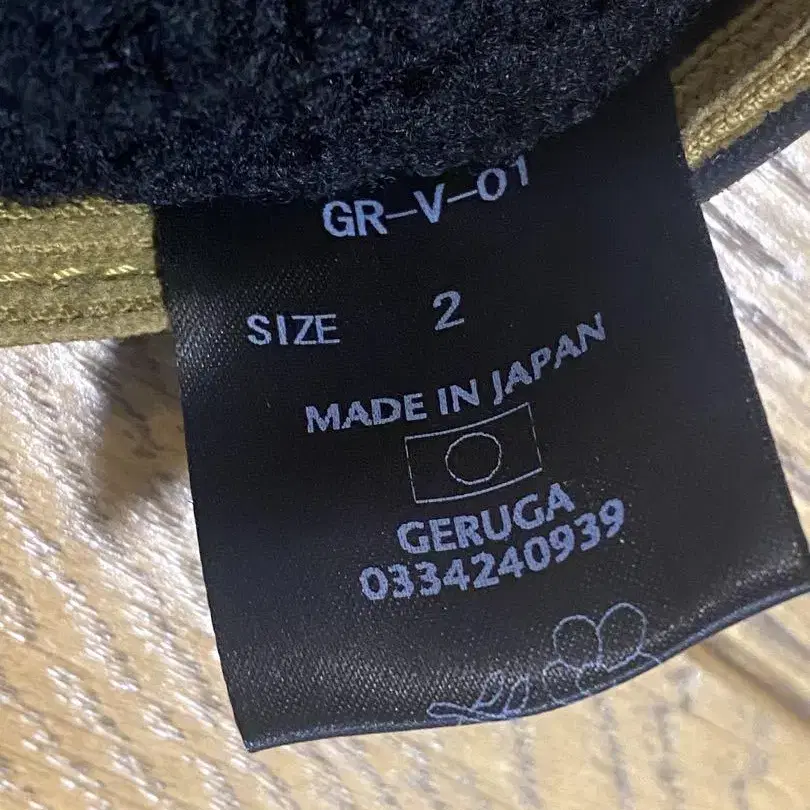 GR-V-01
SIZE 2
MADE IN JAPAN
GERUGA
0334240939